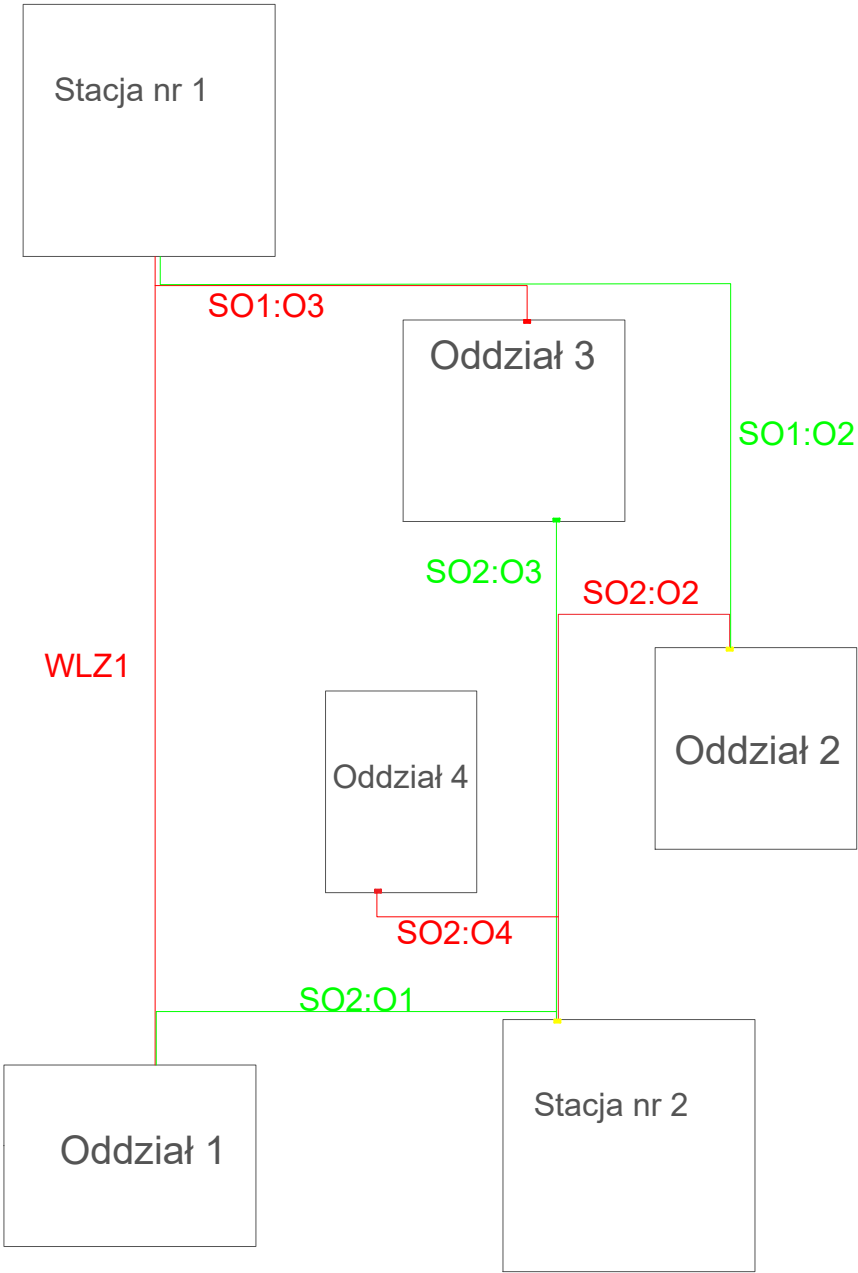 Stacja nr 1
SO1:O3
Oddział 3
SO1:O2
SO2:O3
SO2:O2
WLZ1
Oddział 2
Oddział 4
SO2:O4
SO2:O1
Stacja nr 2
Oddział 1